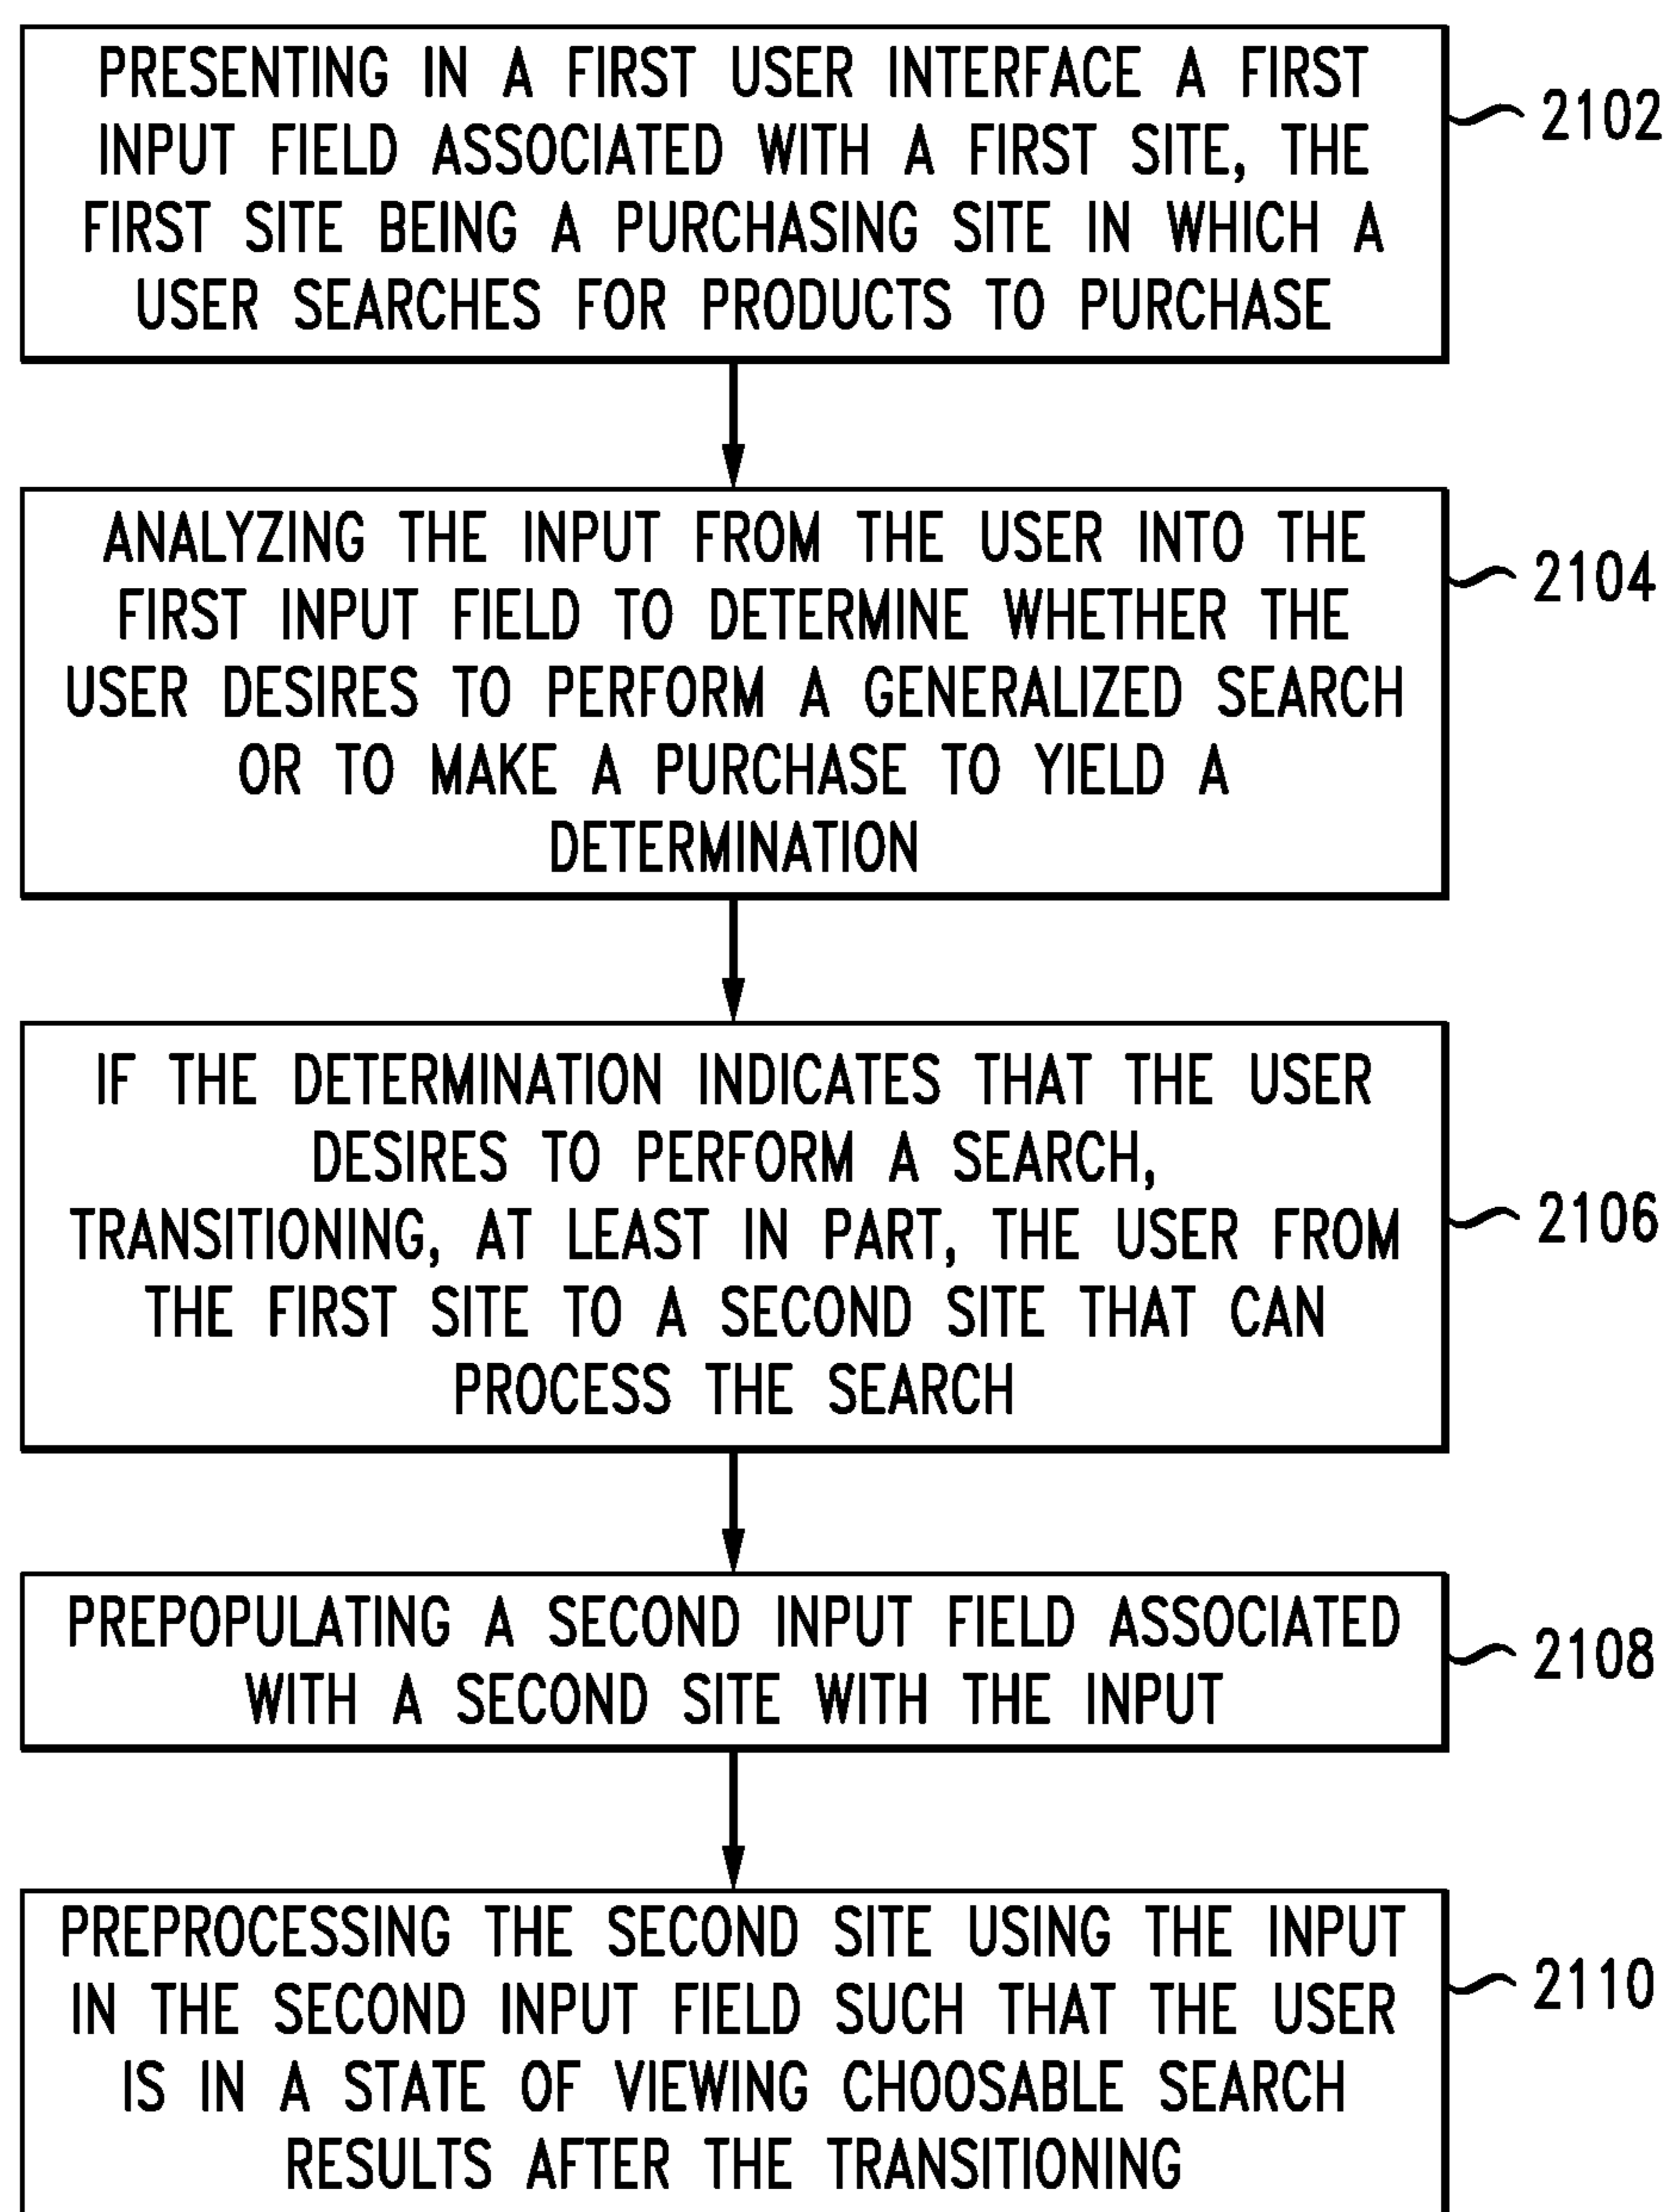 PRESENTING IN A FIRST USER INTERFACE A FIRST
INPUT FIELD ASSOCIATED WITH A FIRST SITE, THE
FIRST SITE BEING A PURCHASING SITE IN WHICH A
USER SEARCHES FOR PRODUCTS TO PURCHASE
2102
ANALYZING THE INPUT FROM THE USER INTO THE
FIRST INPUT FIELD TO DETERMINE WHETHER THE
USER DESIRES TO PERFORM A GENERALIZED SEARCH
OR TO MAKE A PURCHASE TO YIELD A
DETERMINATION
2104
IF THE DETERMINATION INDICATES THAT THE USER
DESIRES TO PERFORM A SEARCH,
TRANSITIONING, AT LEAST IN PART, THE USER FROM
THE FIRST SITE TO A SECOND SITE THAT CAN
PROCESS THE SEARCH
2106
PREPOPULATING A SECOND INPUT FIELD ASSOCIATED
WITH A SECOND SITE WITH THE INPUT
2108
PREPROCESSING THE SECOND SITE USING THE INPUT
IN THE SECOND INPUT FIELD SUCH THAT THE USER
IS IN A STATE OF VIEWING CHOOSABLE SEARCH
RESULTS AFTER THE TRANSITIONING
2110